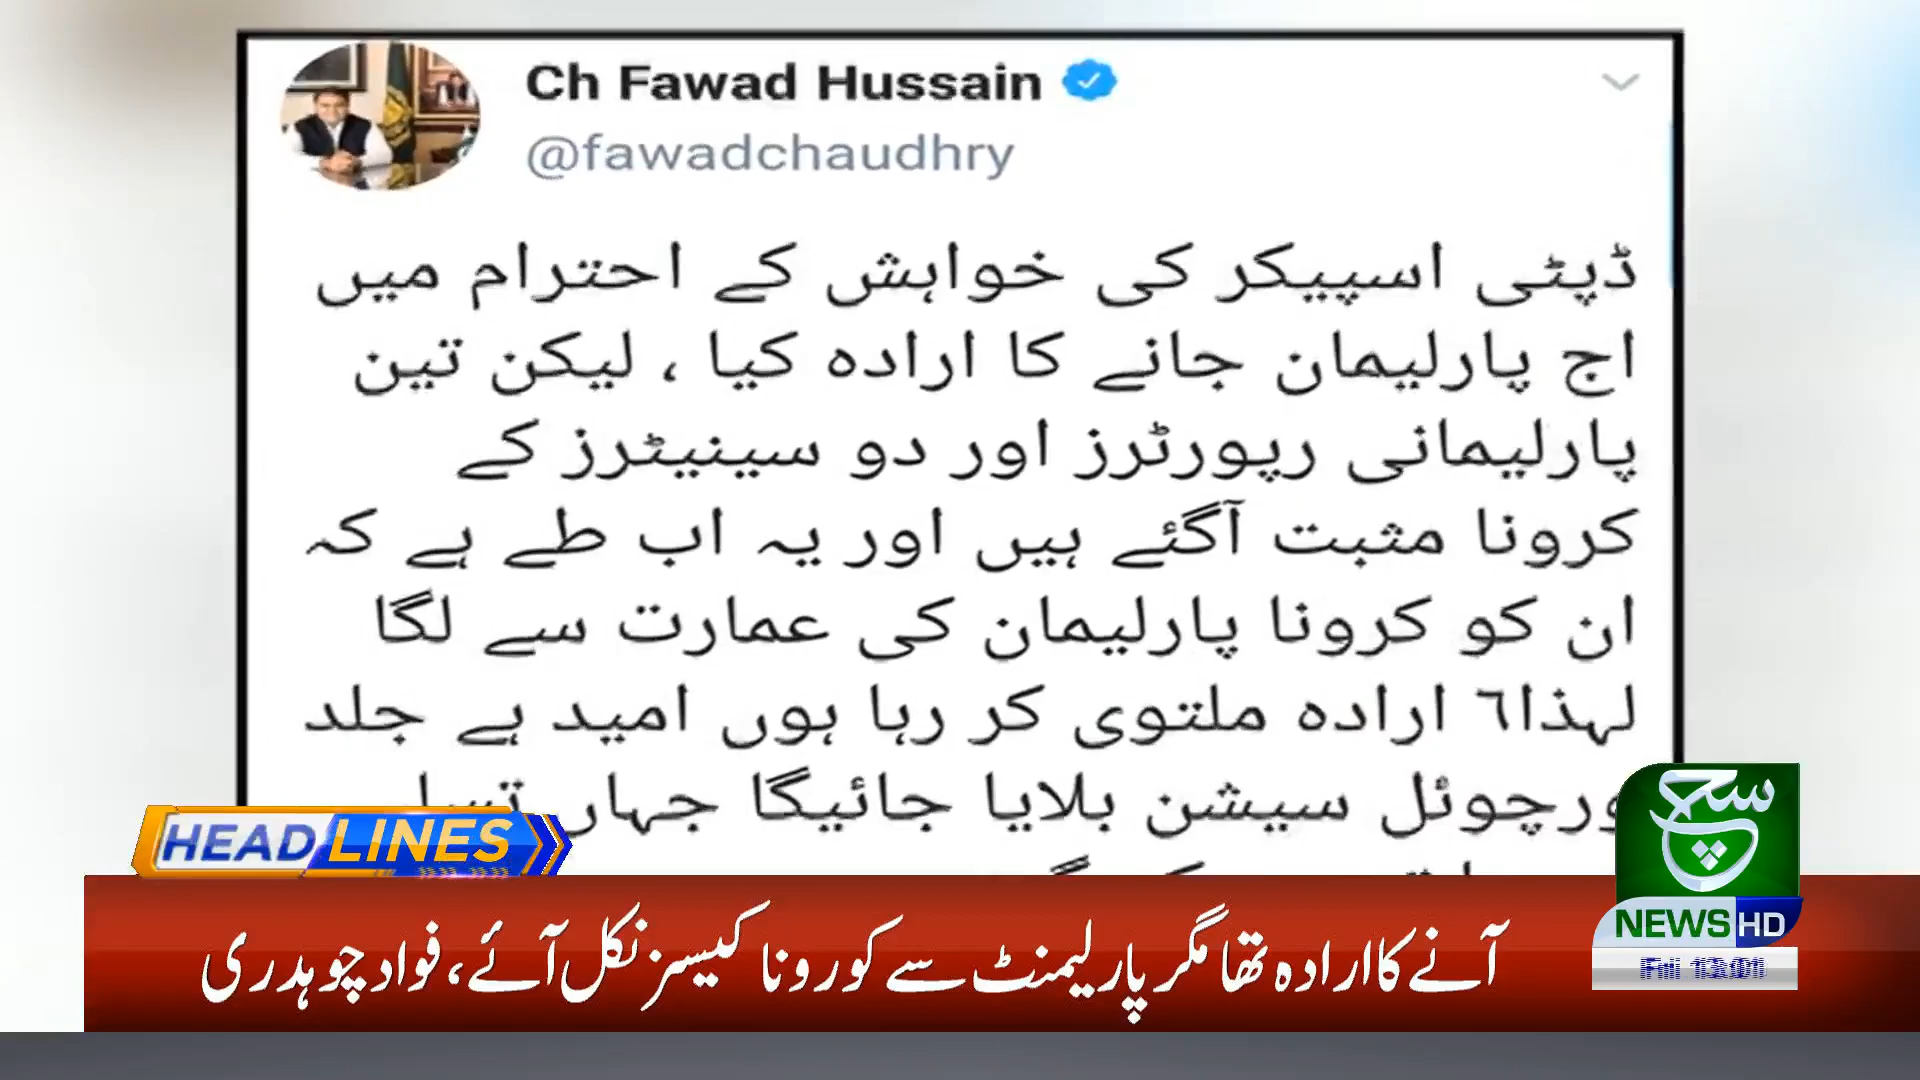 Ch Fawad Hussain
@fawadchaudhry
ڈپٹی اسپیکر کی خواہش کے احترام میں
اج پارلیمان جانے کا ارادہ کیا ، لیکن تین
پارلیمانی رپورٹرز اور دو سینیٹرز کے
کرونا مثبت آگئے ہیں اور یہ اب طے ہے کہ
ان کو کرونا پارلیمان کی عمارت سے لگا
لہذا٦ ارادہ ملتوی کر رہا ہوں امید ہے جلد
ورچوئل سیشن بلایا جائیگا جہاں
HEADLINES
سچ
NEWS HD
Fri
آنے کا ارادہ تھا مگر پارلیمنٹ سے کورونا کیسز نکل آئے، فواد چوہدری